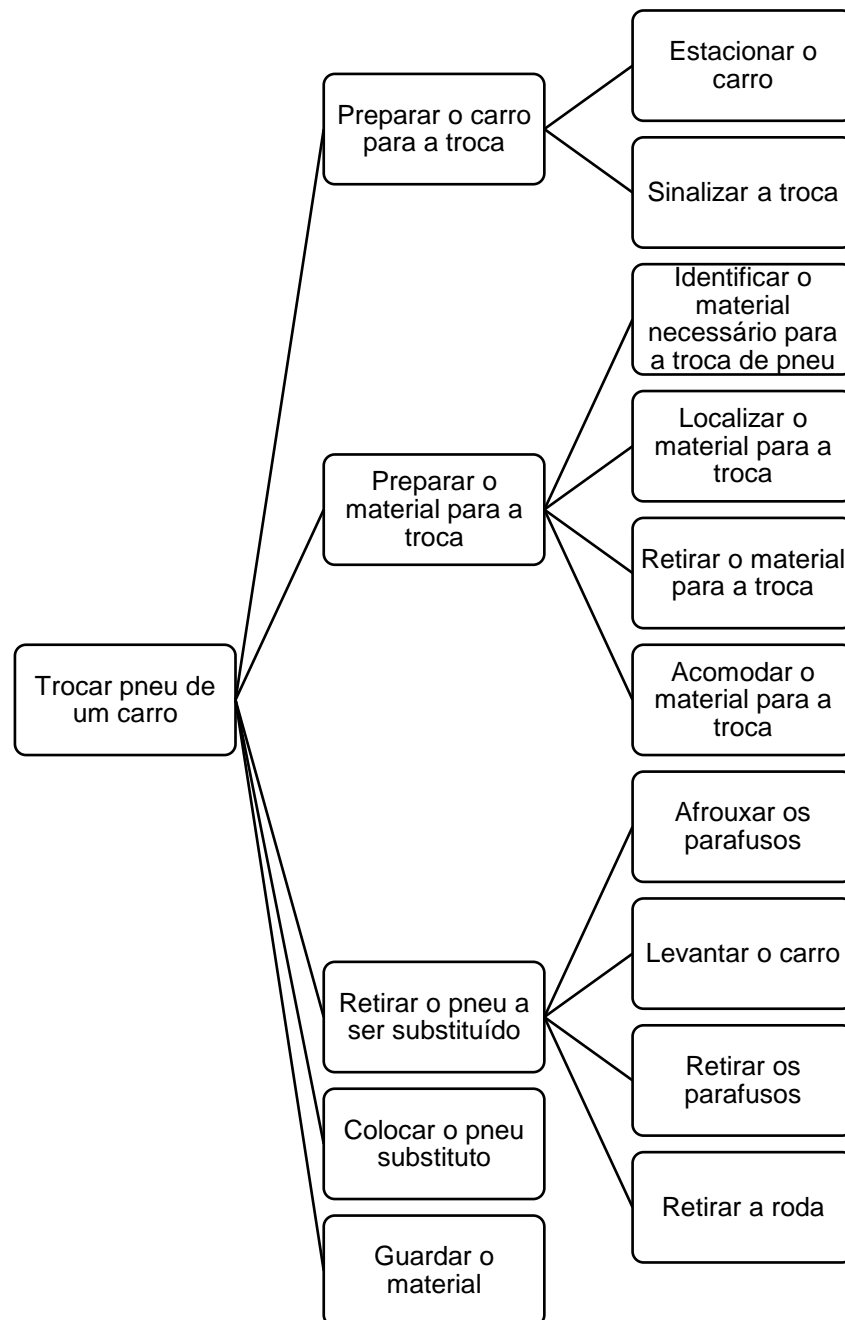 Trocar pneu de
um carro
Preparar o carro
para a troca
Estacionar o
carro
Sinalizar a troca
Preparar o
material para a
troca
Identificar o
material
necessário para
a troca de pneu
Localizar o
material para a
troca
Retirar o material
para a troca
Acomodar o
material para a
troca
Retirar o pneu a
ser substituído
Afrouxar os
parafusos
Levantar o carro
Retirar os
parafusos
Retirar a roda
Colocar o pneu
substituto
Guardar o
material